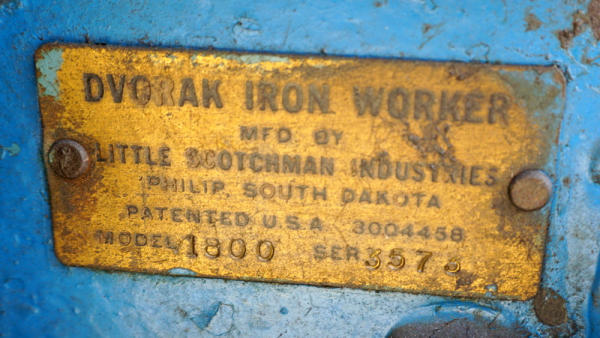 DVORAK IRON WORKER
MFD. BY
LITTLE SCOTCHMAN INDUSTRIES
PHILIP, SOUTH DAKOTA
PATENTED U.S.A. 3004458
MODEL 1800 SER 3573